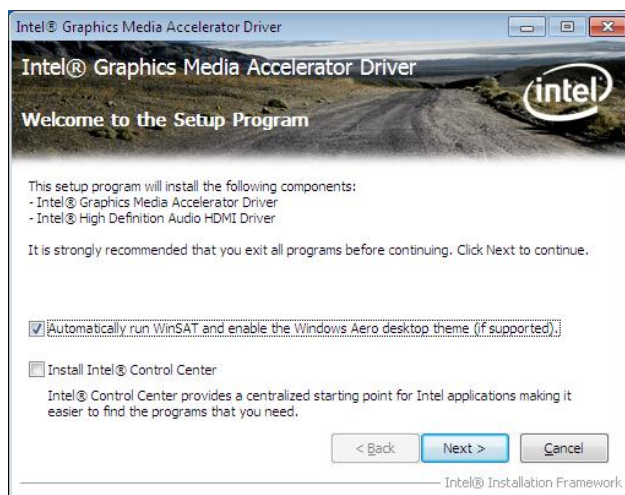 Intel® Graphics Media Accelerator Driver
Intel® Graphics Media Accelerator Driver
intel
Welcome to the Setup Program
This setup program will install the following components:
- Intel® Graphics Media Accelerator Driver
- Intel® High Definition Audio HDMI Driver
It is strongly recommended that you exit all programs before continuing. Click Next to continue.
Automatically run WinSAT and enable the Windows Aero desktop theme (if supported).
Install Intel® Control Center
Intel® Control Center provides a centralized starting point for Intel applications making it
easier to find the programs that you need.
< Back Next > Cancel
Intel® Installation Framework